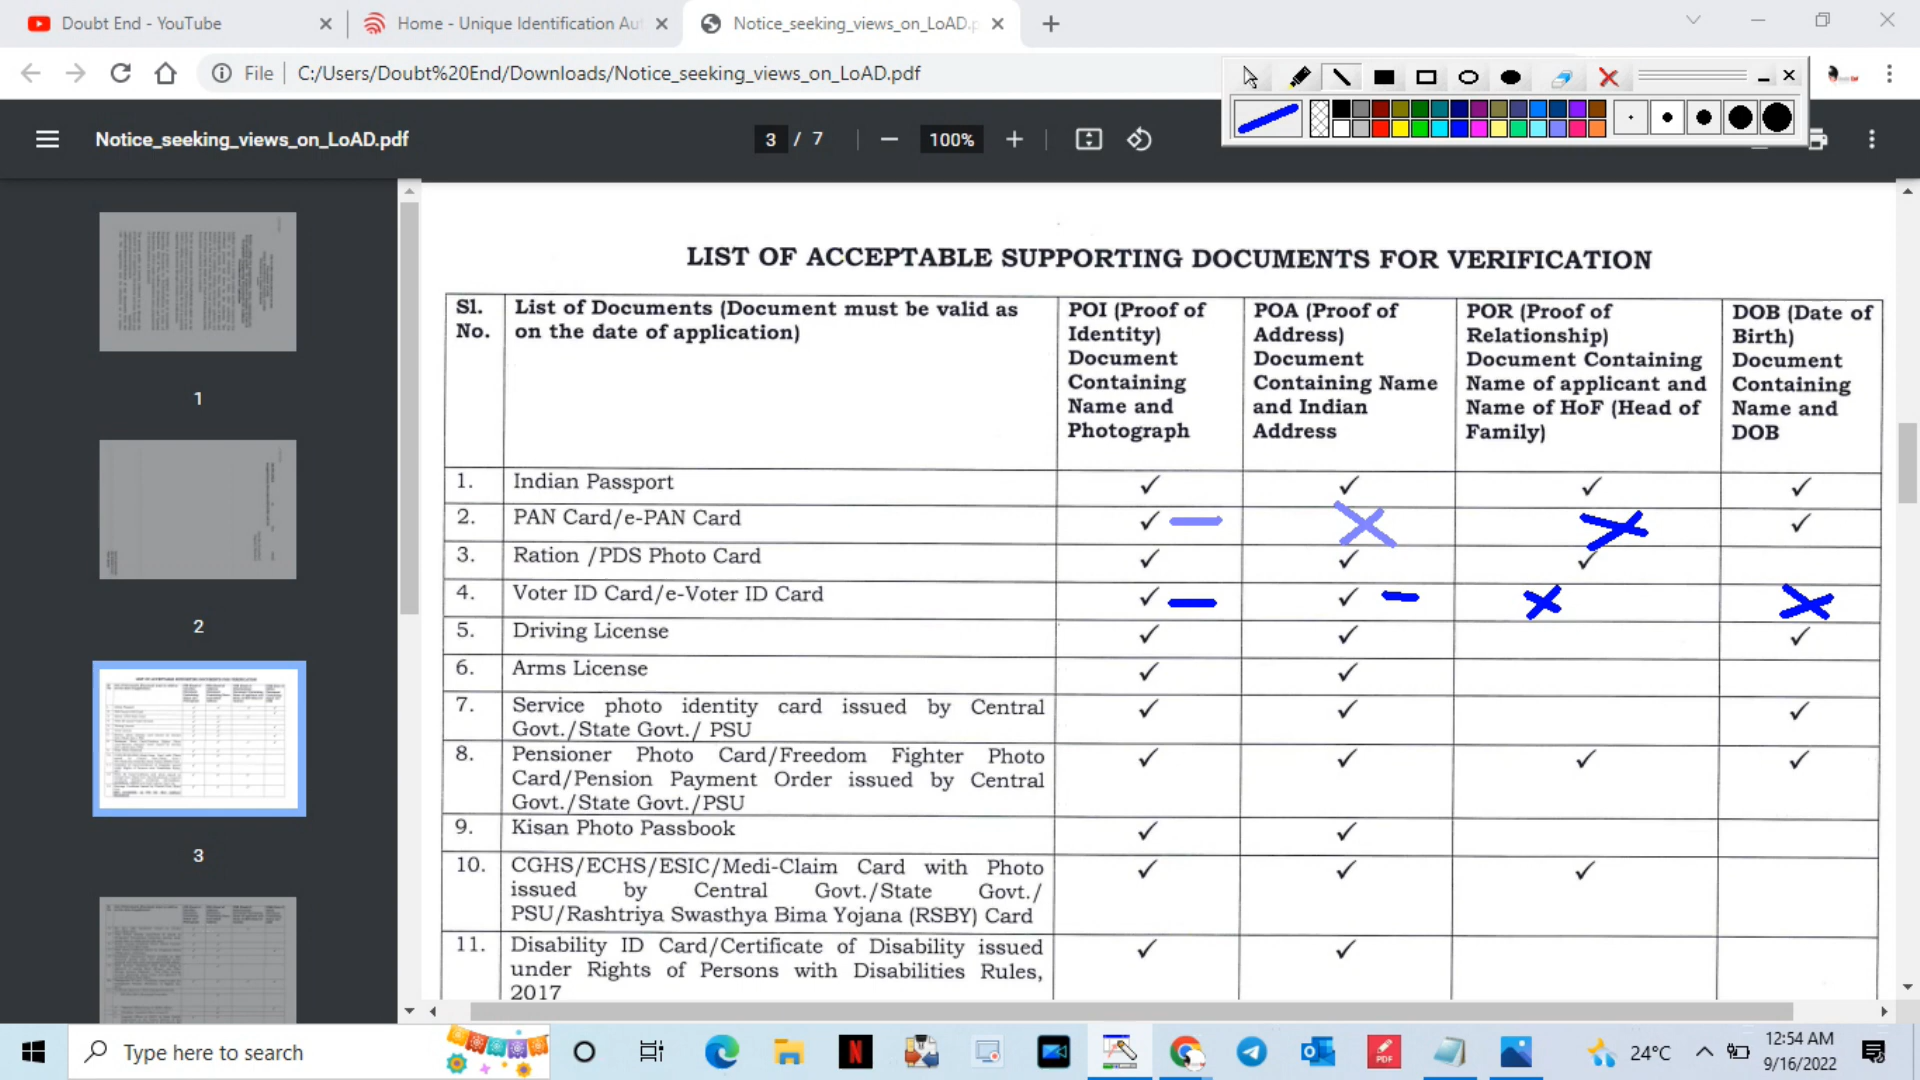 Doubt End - YouTube
Home - Unique Identification Au
Notice_seeking_views_on_LoAD.p
File
C:/Users/Doubt%20End/Downloads/Notice_seeking_views_on_LoAD.pdf
Notice_seeking_views_on_LoAD.pdf
3 / 7
100%
1
2
3
LIST OF ACCEPTABLE SUPPORTING DOCUMENTS FOR VERIFICATION
Sl. No.
List of Documents (Document must be valid as on the date of application)
POI (Proof of Identity) Document Containing Name and Photograph
POA (Proof of Address) Document Containing Name and Indian Address
POR (Proof of Relationship) Document Containing Name of applicant and Name of HoF (Head of Family)
DOB (Date of Birth) Document Containing Name and DOB
1. Indian Passport ✓ ✓ ✓ ✓
2. PAN Card/e-PAN Card ✓ ✓
3. Ration /PDS Photo Card ✓ ✓ ✓
4. Voter ID Card/e-Voter ID Card ✓ ✓
5. Driving License ✓ ✓ ✓
6. Arms License ✓ ✓
7. Service photo identity card issued by Central ✓ ✓ ✓
Govt./State Govt./ PSU
8. Pensioner Photo Card/Freedom Fighter Photo ✓ ✓ ✓ ✓
Card/Pension Payment Order issued by Central
Govt./State Govt./PSU
9. Kisan Photo Passbook ✓ ✓
10. CGHS/ECHS/ESIC/Medi-Claim Card with Photo ✓ ✓ ✓
issued by Central Govt./State Govt./
PSU/Rashtriya Swasthya Bima Yojana (RSBY) Card
11. Disability ID Card/Certificate of Disability issued ✓ ✓
under Rights of Persons with Disabilities Rules,
2017
Type here to search
24°C
12:54 AM
9/16/2022